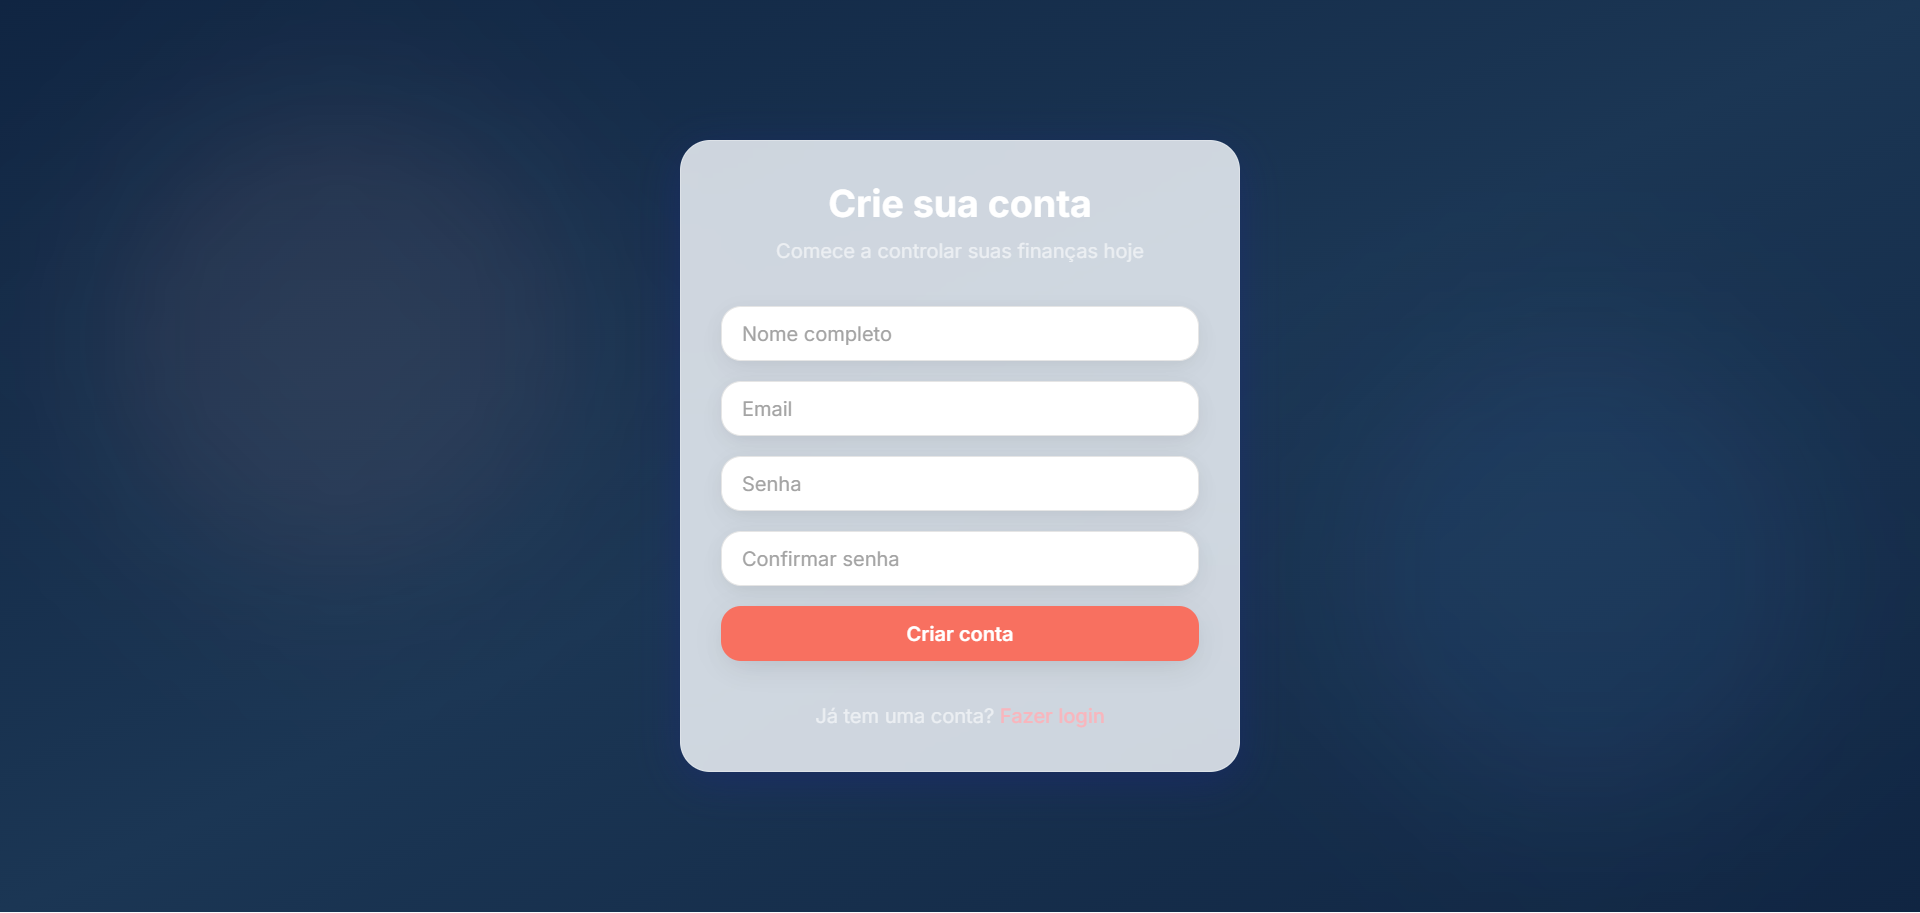 Crie sua conta
Comece a controlar suas finanças hoje
Nome completo
Email
Senha
Confirmar senha
Criar conta
Já tem uma conta? Fazer login